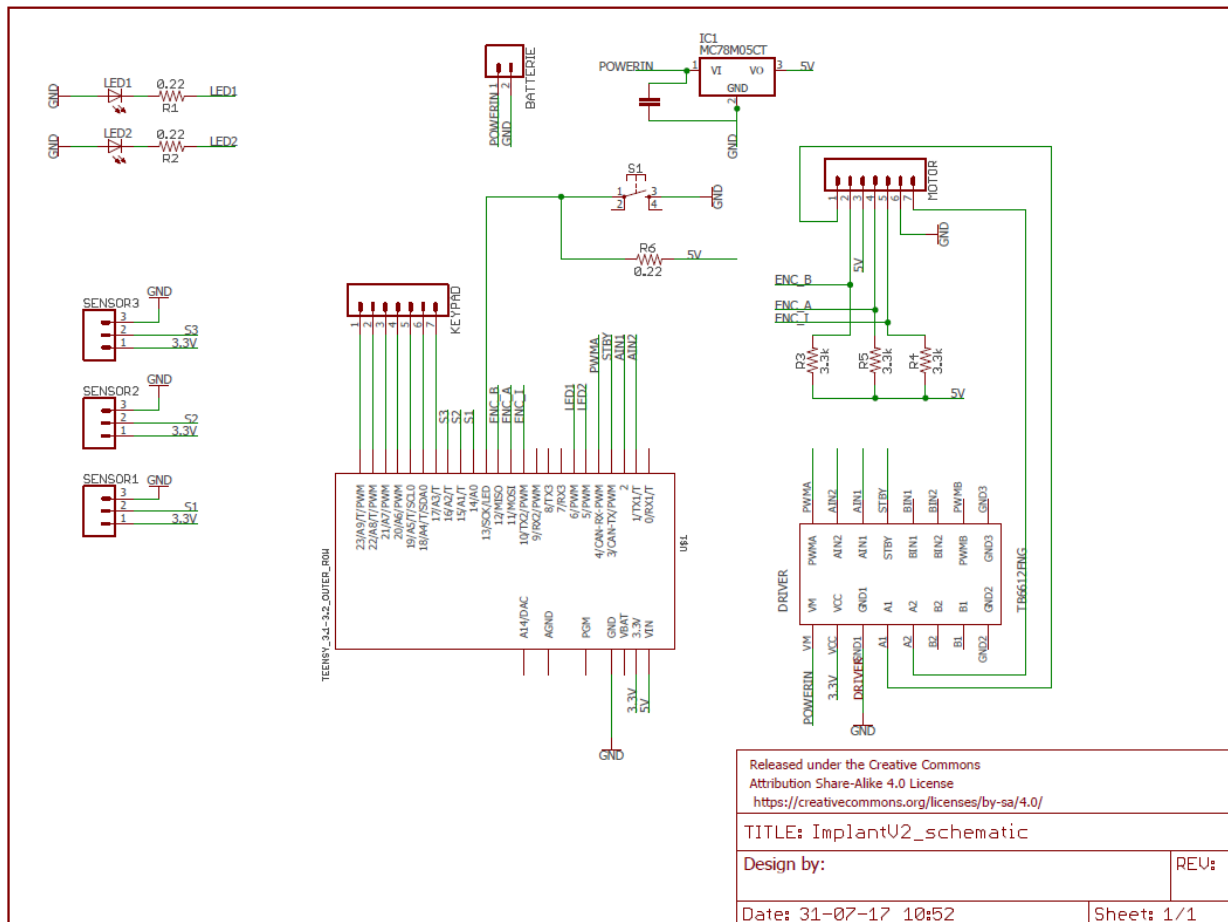 GND
LED1
0.22
LED1
R1
GND
LED2
0.22
LED2
R2
BATTERIE
1
2
POWERIN
GND
IC1
MC78M05CT
POWERIN
1
VI
VO
3
5V
GND
2
GND
S1
1
2
3
4
GND
R6
0.22
5V
MOTOR
1
2
3
4
5
6
7
GND
5V
ENC_B
ENC_A
ENC_I
R3
3.3k
R5
3.3k
R4
3.3k
5V
SENSOR3
GND
3
2
1
S3
3.3V
SENSOR2
GND
3
2
1
S2
3.3V
SENSOR1
GND
3
2
1
S1
3.3V
KEYPAD
1
2
3
4
5
6
7
S3
S2
S1
ENC_B
ENC_A
ENC_I
LED1
LED2
PWMA
STBY
AIN1
AIN2
23/A9/T/PWM
22/A8/T/PWM
21/A7/PWM
20/A6/PWM
19/A5/T/SCL0
18/A4/T/SDA0
17/A3/T
16/A2/T
15/A1/T
14/A0
13/SCK/LED
12/MISO
11/MOSI
10/TX2/PWM
9/RX2/PWM
8/TX3
7/RX3
6/PWM
5/PWM
4/CAN-RX-PWM
3/CAN-TX/PWM
2
1/TX1/T
0/RX1/T
U$1
TEENSY_3.1-3.2_OUTER_ROW
A14/DAC
AGND
PGM
GND
VBAT
3.3V
VIN
3.3V
5V
GND
PWMA
AIN2
AIN1
STBY
BIN1
BIN2
PWMB
GND3
PWMA
AIN2
AIN1
STBY
BIN1
BIN2
PWMB
GND3
DRIVER
TB6612FNG
VM
VCC
GND1
A1
A2
B2
B1
GND2
VM
VCC
GND1
A1
A2
B2
B1
GND2
POWERIN
3.3V
DRIVER
GND
Released under the Creative Commons
Attribution Share-Alike 4.0 License
https://creativecommons.org/licenses/by-sa/4.0/
TITLE: ImplantV2_schematic
Design by:
REV:
Date: 31-07-17 10:52
Sheet: 1/1